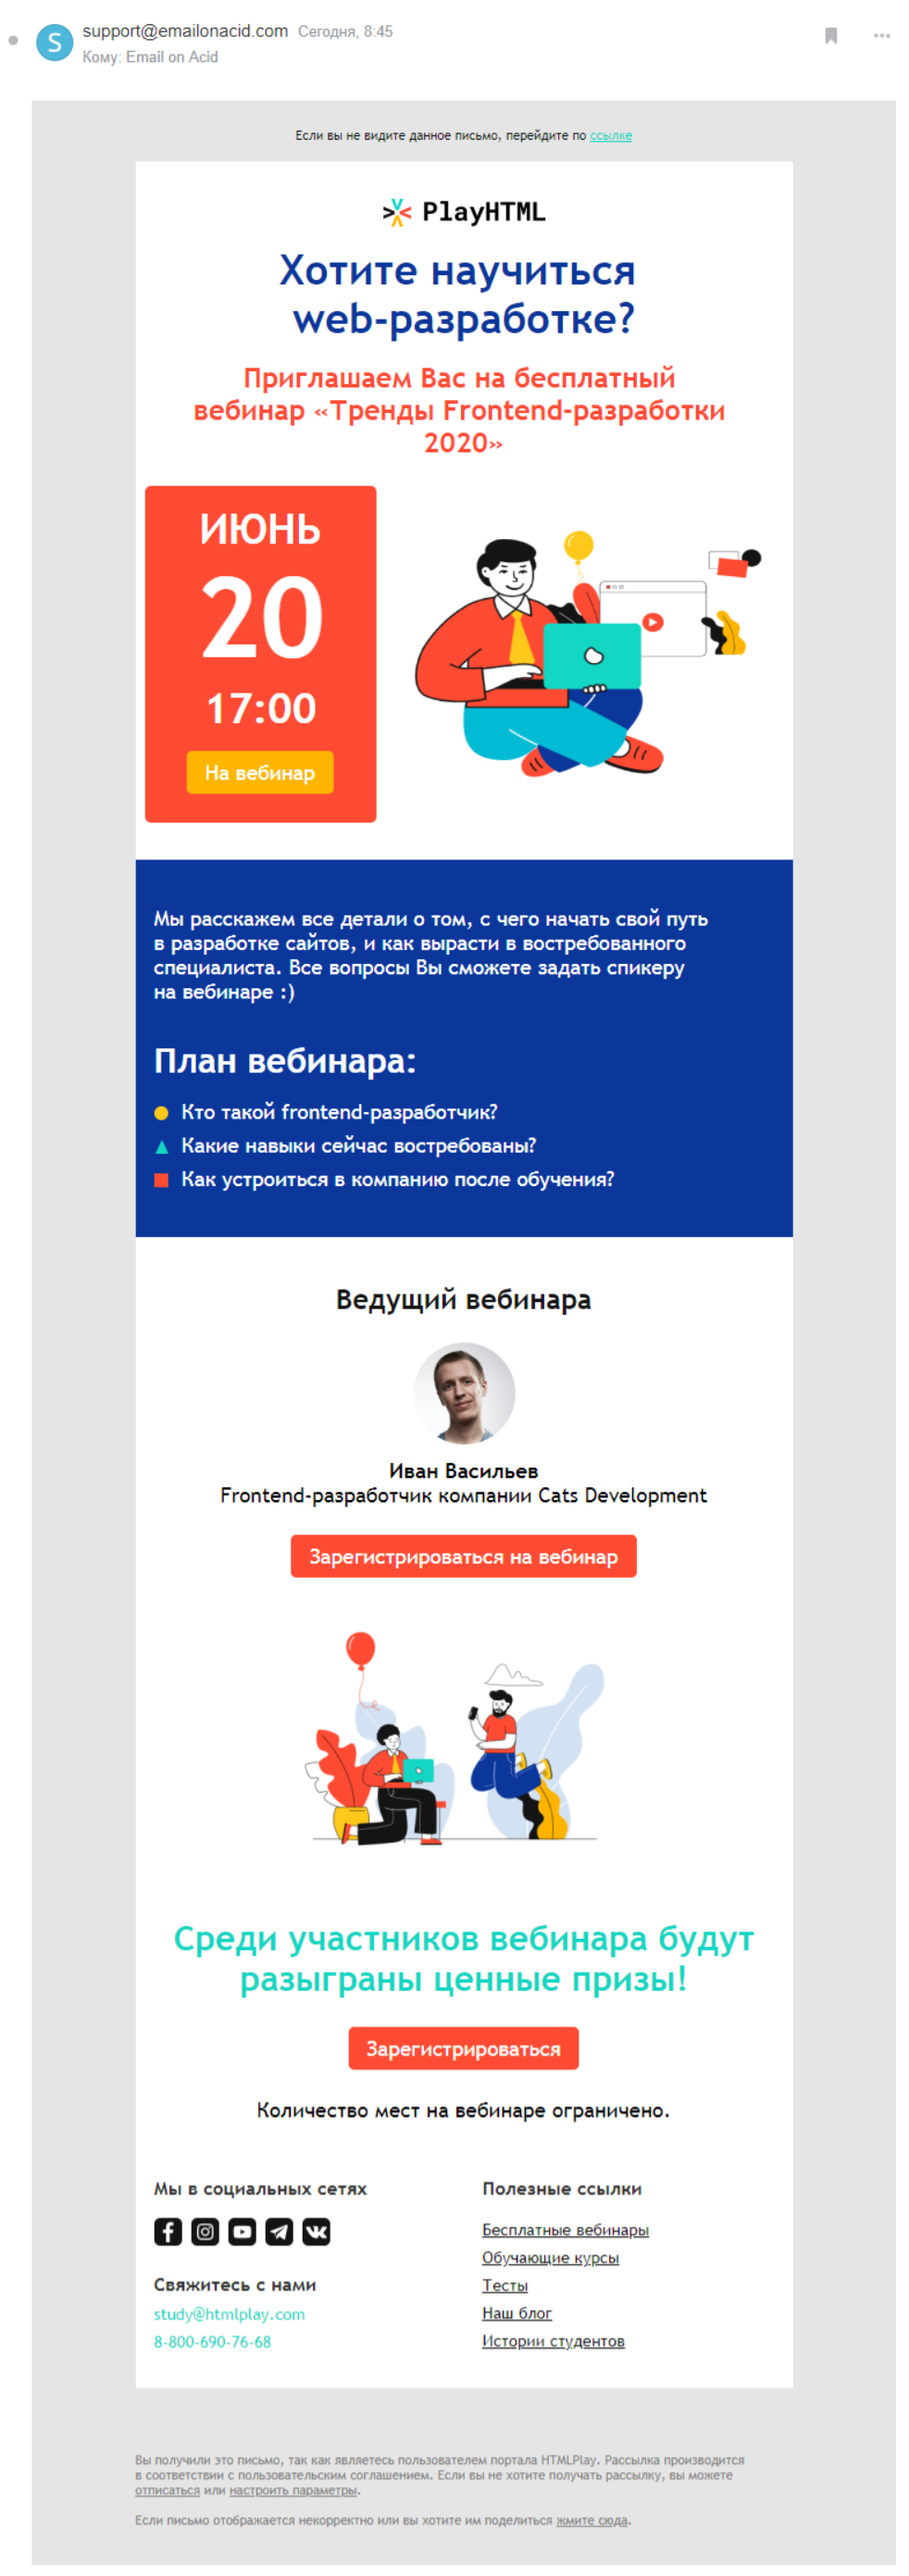 S
support@emailonacid.com Сегодня, 8:45
Кому: Email on Acid
Если вы не видите данное письмо, перейдите по ссылке
PlayHTML
Хотите научиться
web-разработке?
Приглашаем Вас на бесплатный
вебинар «Тренды Frontend-разработки
2020»
ИЮНЬ
20
17:00
На вебинар
Мы расскажем все детали о том, с чего начать свой путь
в разработке сайтов, и как вырасти в востребованного
специалиста. Все вопросы Вы сможете задать спикеру
на вебинаре :)
План вебинара:
Кто такой frontend-разработчик?
Какие навыки сейчас востребованы?
Как устроиться в компанию после обучения?
Ведущий вебинара
Иван Васильев
Frontend-разработчик компании Cats Development
Зарегистрироваться на вебинар
Среди участников вебинара будут
разыграны ценные призы!
Зарегистрироваться
Количество мест на вебинаре ограничено.
Мы в социальных сетях
Свяжитесь с нами
study@htmlplay.com
8-800-690-76-68
Полезные ссылки
Бесплатные вебинары
Обучающие курсы
Тесты
Наш блог
Истории студентов
Вы получили это письмо, так как являетесь пользователем портала HTMLPlay. Рассылка производится
в соответствии с пользовательским соглашением. Если вы не хотите получать рассылку, вы можете
отписаться или настроить параметры.
Если письмо отображается некорректно или вы хотите им поделиться жмите сюда.